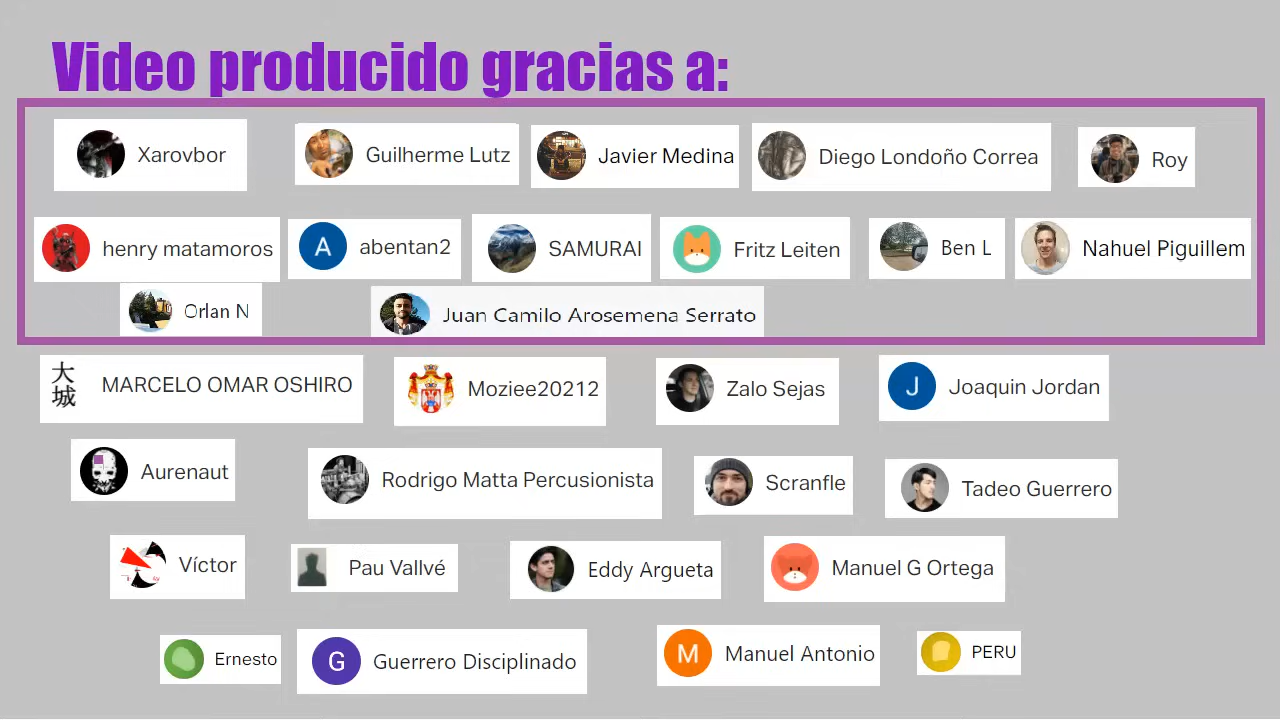 Video producido gracias a:
Xarovbor
Guilherme Lutz
Javier Medina
Diego Londoño Correa
Roy
henry matamoros
A
abentan2
SAMURAI
Fritz Leiten
Ben L
Nahuel Piguillem
Orlan N
Juan Camilo Arosemena Serrato
大
城
MARCELO OMAR OSHIRO
Moziee20212
Zalo Sejas
J
Joaquin Jordan
Aurenaut
Rodrigo Matta Percusionista
Scranfle
Tadeo Guerrero
Víctor
Pau Vallvé
Eddy Argueta
Manuel G Ortega
Ernesto
G
Guerrero Disciplinado
M
Manuel Antonio
PERU